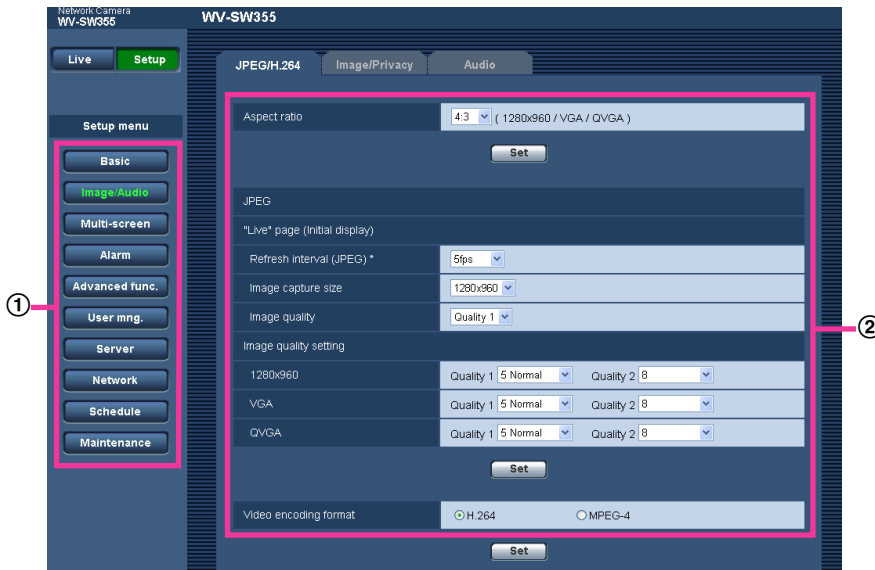 Network Camera
WV-SW355
WV-SW355
Live Setup
JPEG/H.264 Image/Privacy Audio
Setup menu
Basic
Image/Audio
Multi-screen
Alarm
Advanced func.
User mng.
Server
Network
Schedule
Maintenance
①
Aspect ratio 4:3 ( 1280x960 / VGA / QVGA )
Set
JPEG
"Live" page (Initial display)
Refresh interval (JPEG) * 5fps
Image capture size 1280x960
Image quality Quality 1
Image quality setting
1280x960 Quality 1 5 Normal Quality 2 8
VGA Quality 1 5 Normal Quality 2 8
QVGA Quality 1 5 Normal Quality 2 8
Set
Video encoding format H.264 MPEG-4
Set
②